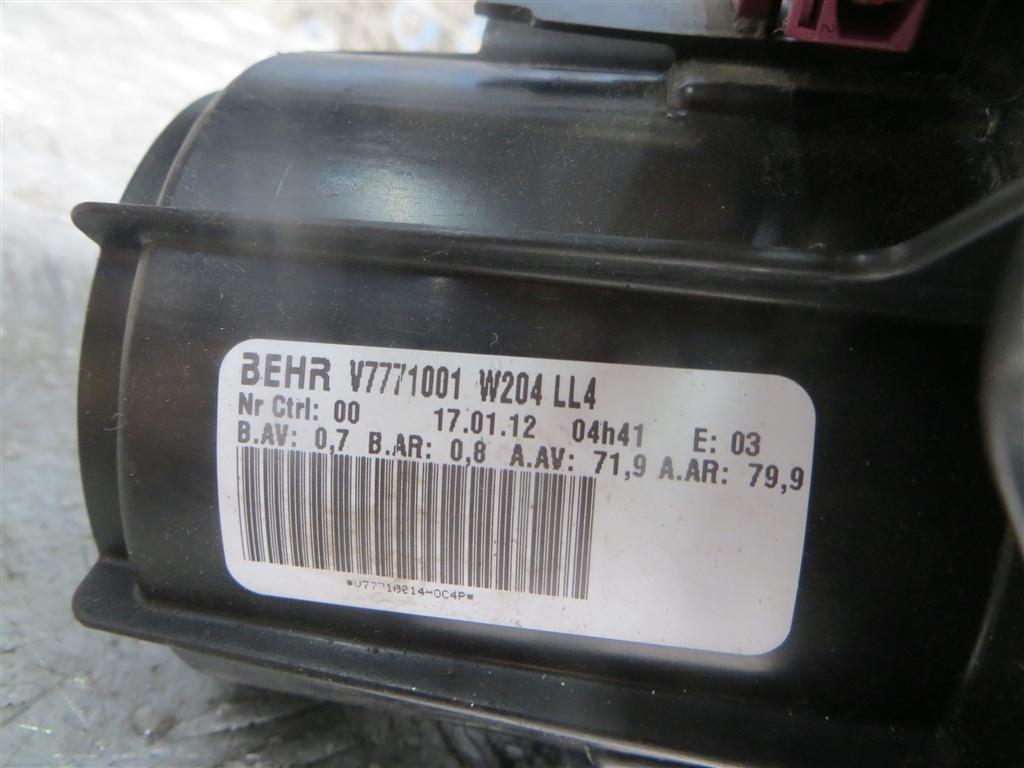 BEHR V7771001 W204 LL4
Nr Ctrl: 00 17.01.12 04h41 E: 03
B.AV: 0,7 B.AR: 0,8 A.AV: 71,9 A.AR: 79,9